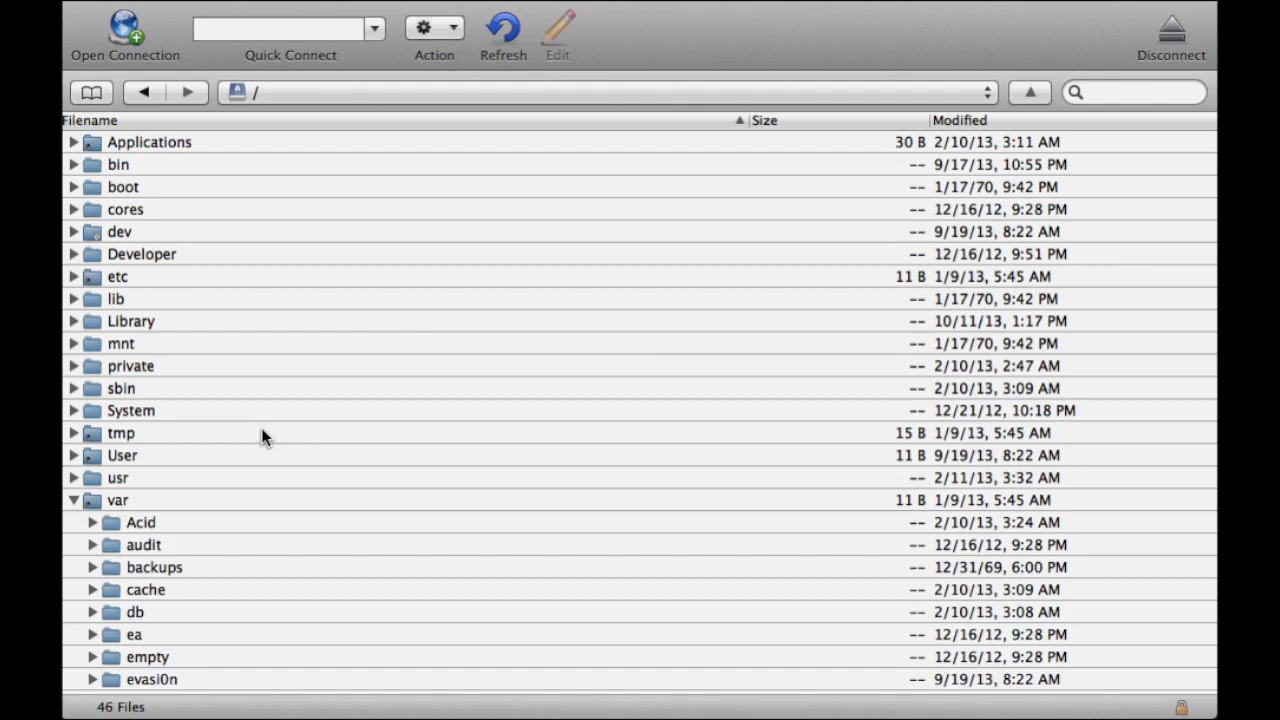 Open Connection Quick Connect Action Refresh Edit Disconnect
/
Filename Size Modified
Applications 30 B 2/10/13, 3:11 AM
bin -- 9/17/13, 10:55 PM
boot -- 1/17/70, 9:42 PM
cores -- 12/16/12, 9:28 PM
dev -- 9/19/13, 8:22 AM
Developer -- 12/16/12, 9:51 PM
etc 11 B 1/9/13, 5:45 AM
lib -- 1/17/70, 9:42 PM
Library -- 10/11/13, 1:17 PM
mnt -- 1/17/70, 9:42 PM
private -- 2/10/13, 2:47 AM
sbin -- 2/10/13, 3:09 AM
System -- 12/21/12, 10:18 PM
tmp 15 B 1/9/13, 5:45 AM
User 11 B 9/19/13, 8:22 AM
usr -- 2/11/13, 3:32 AM
var 11 B 1/9/13, 5:45 AM
Acid -- 2/10/13, 3:24 AM
audit -- 12/16/12, 9:28 PM
backups -- 12/31/69, 6:00 PM
cache -- 2/10/13, 3:09 AM
db -- 2/10/13, 3:08 AM
ea -- 12/16/12, 9:28 PM
empty -- 12/16/12, 9:28 PM
evasi0n -- 9/19/13, 8:22 AM
46 Files